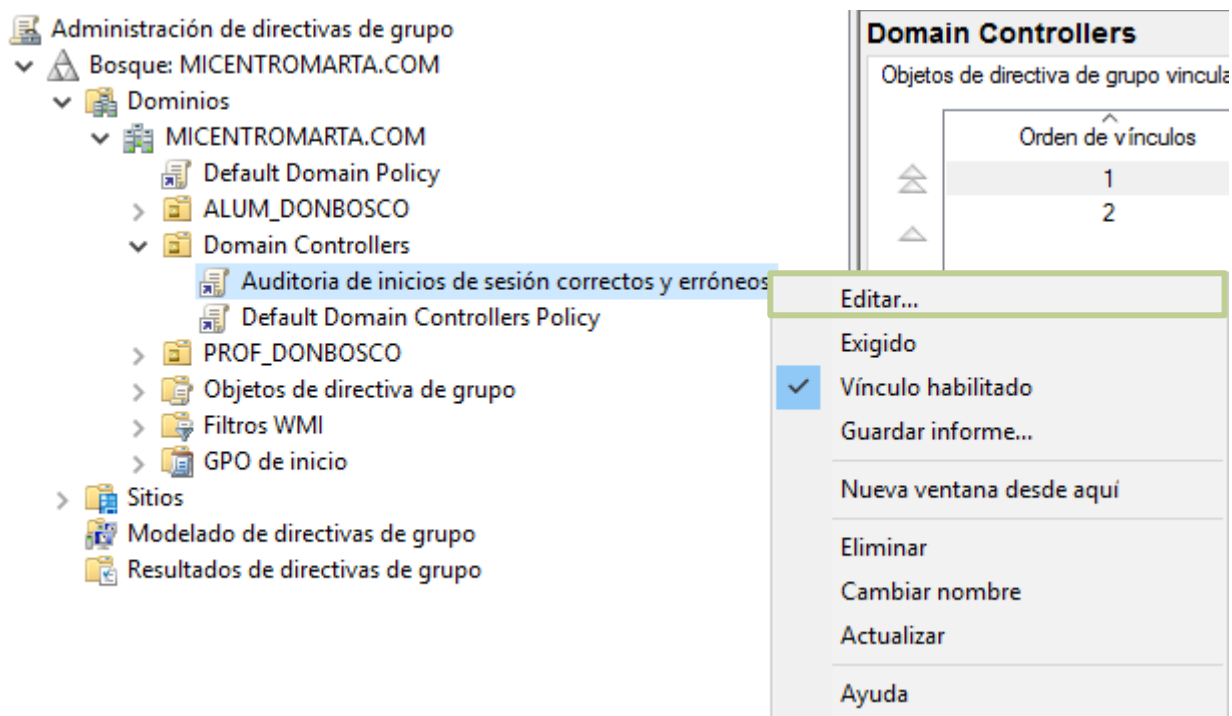 Administración de directivas de grupo
Bosque: MICENTROMARTA.COM
Dominios
MICENTROMARTA.COM
Default Domain Policy
ALUM_DONBOSCO
Domain Controllers
Auditoria de inicios de sesión correctos y erróneos
Default Domain Controllers Policy
PROF_DONBOSCO
Objetos de directiva de grupo
Filtros WMI
GPO de inicio
Sitios
Modelado de directivas de grupo
Resultados de directivas de grupo
Domain Controllers
Objetos de directiva de grupo vincula
Orden de vínculos
1
2
Editar...
Exigido
Vínculo habilitado
Guardar informe...
Nueva ventana desde aquí
Eliminar
Cambiar nombre
Actualizar
Ayuda